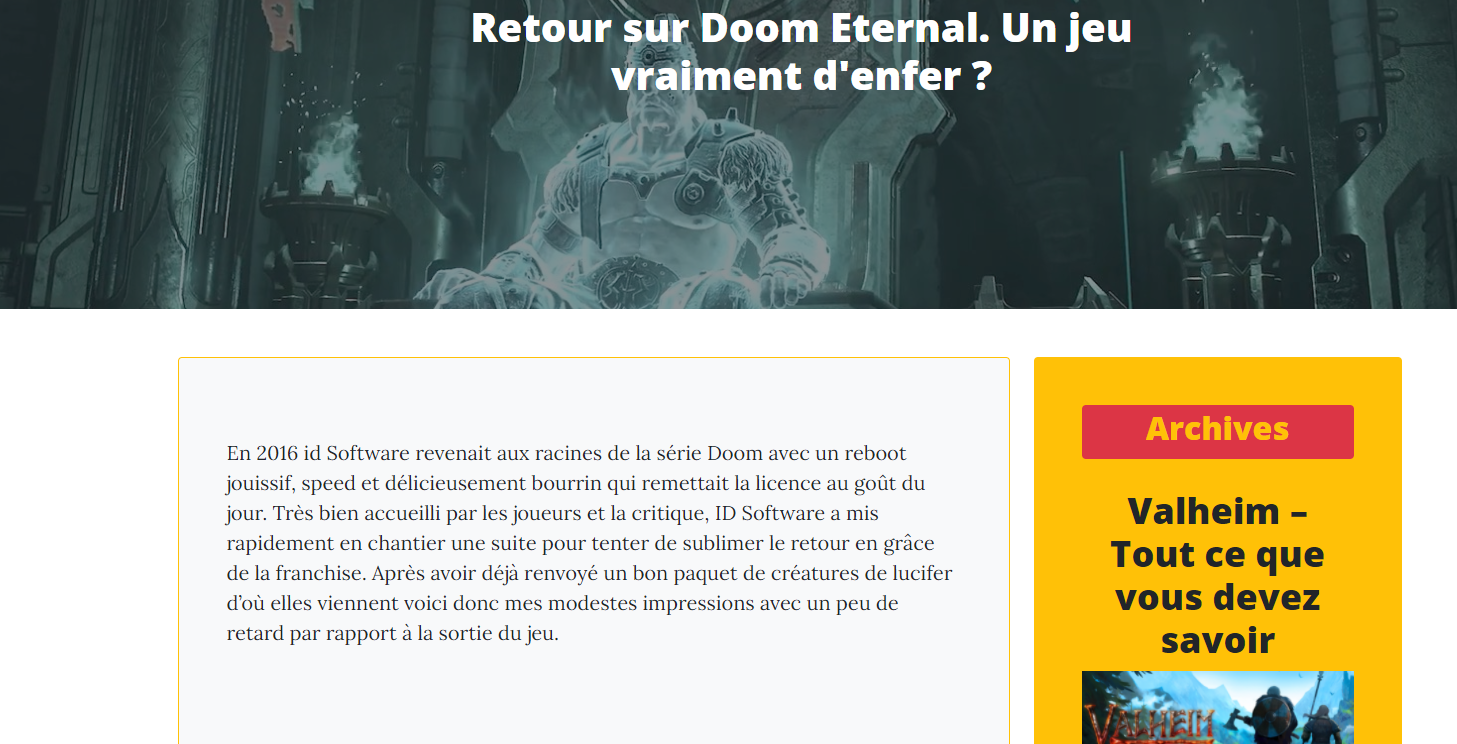 Retour sur Doom Eternal. Un jeu
vraiment d'enfer ?
En 2016 id Software revenait aux racines de la série Doom avec un reboot
jouissif, speed et délicieusement bourrin qui remettait la licence au goût du
jour. Très bien accueilli par les joueurs et la critique, ID Software a mis
rapidement en chantier une suite pour tenter de sublimer le retour en grâce
de la franchise. Après avoir déjà renvoyé un bon paquet de créatures de lucifer
d’où elles viennent voici donc mes modestes impressions avec un peu de
retard par rapport à la sortie du jeu.
Archives
Valheim –
Tout ce que
vous devez
savoir
VALHEIM